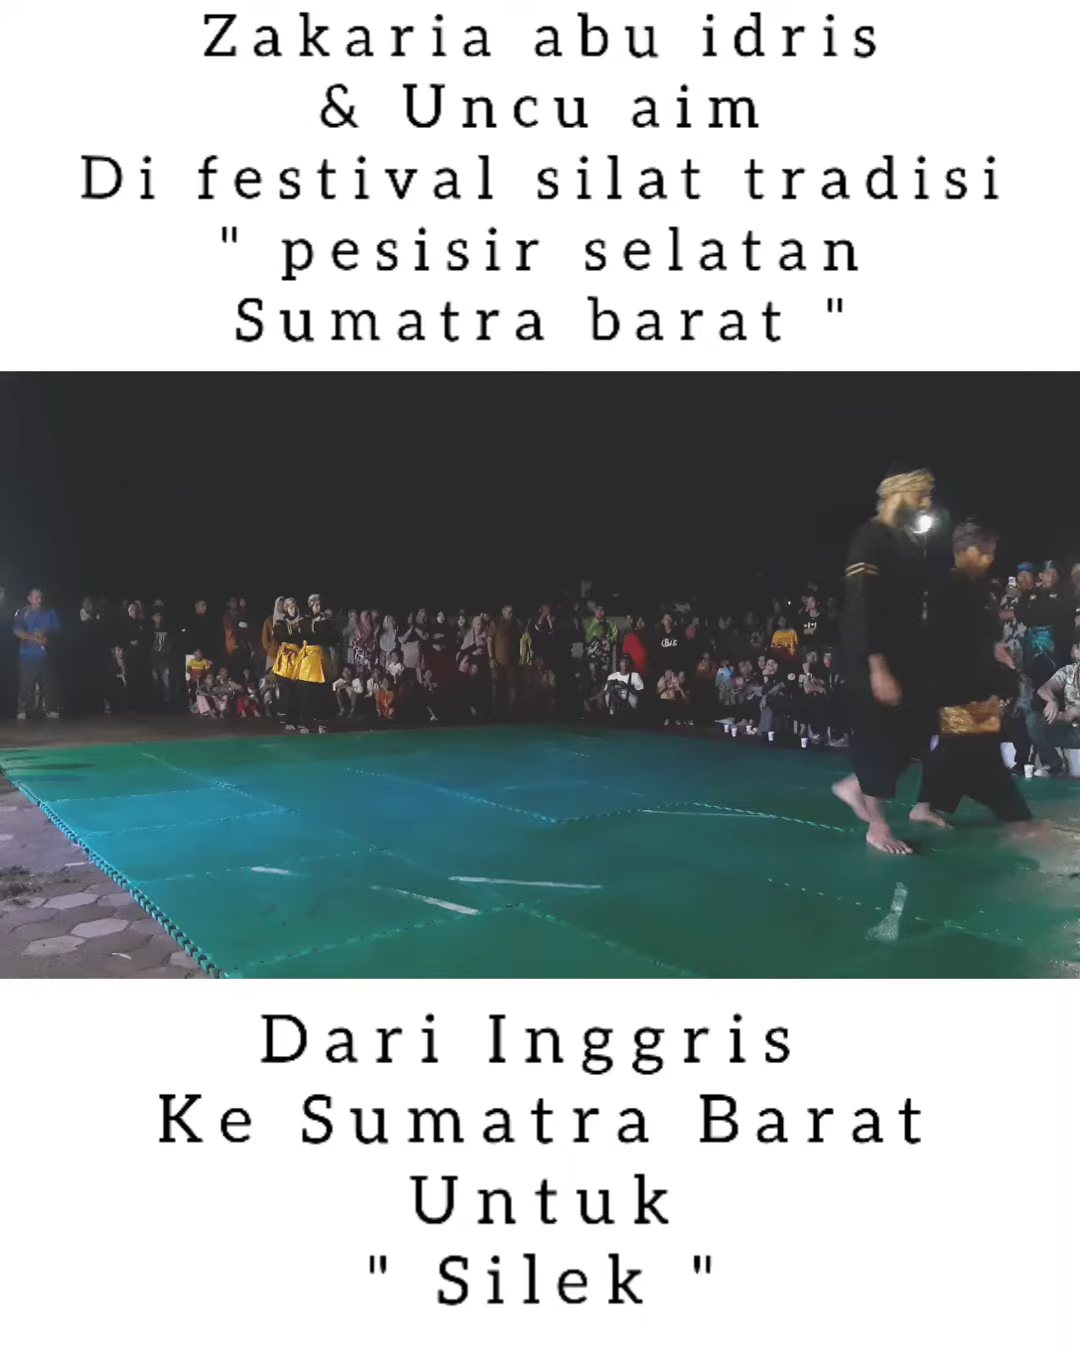 Zakaria abu idris
& Uncu aim
Di festival silat tradisi
" pesisir selatan
Sumatra barat "
Dari Inggris
Ke Sumatra Barat
Untuk
" Silek "